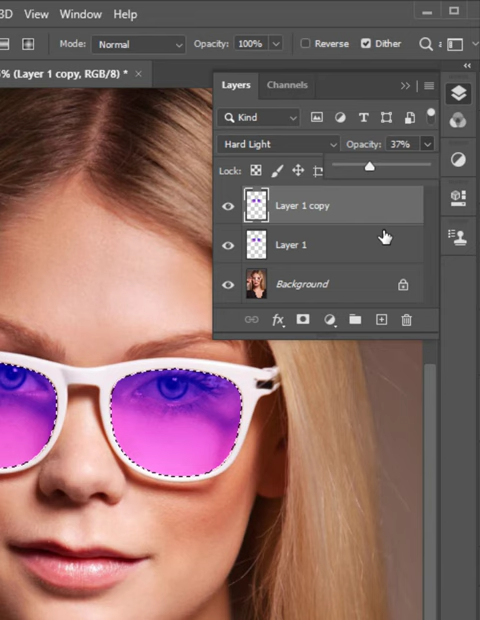 3D View Window Help
Mode: Normal Opacity: 100% Reverse Dither
% (Layer 1 copy, RGB/8) * ×
Layers Channels
Kind
Hard Light Opacity: 37%
Lock:
Layer 1 copy
Layer 1
Background
fx